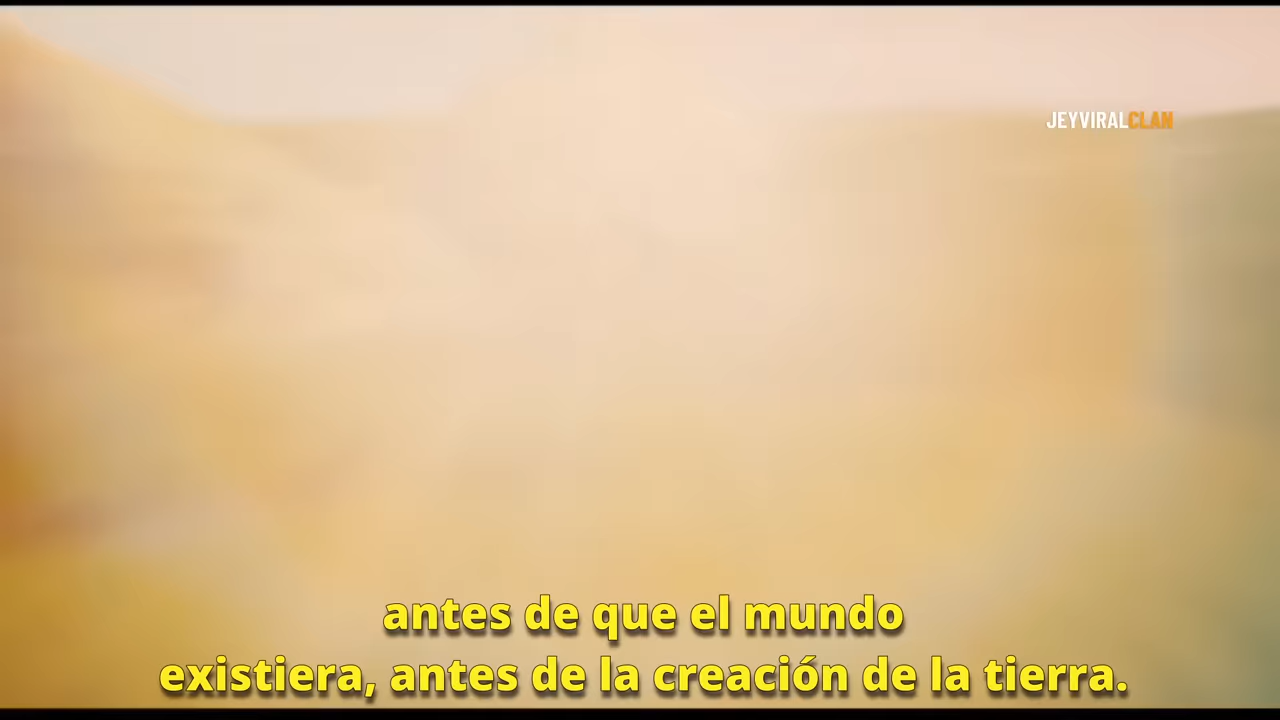 JEYVIRALCLAN
antes de que el mundo
existiera, antes de la creación de la tierra.